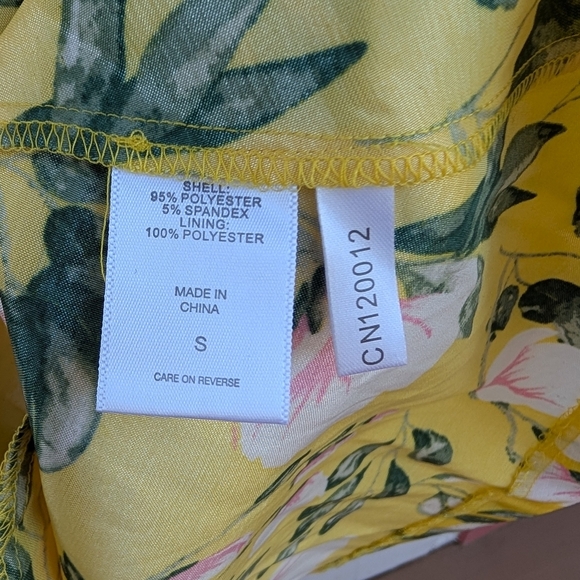 SHELL:
95% POLYESTER
5% SPANDEX
LINING:
100% POLYESTER
MADE IN
CHINA
S
CARE ON REVERSE
CN120012